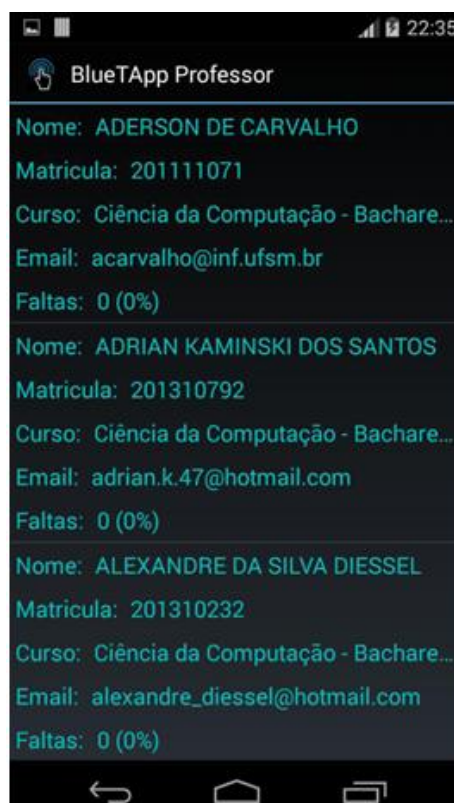 22:35
BlueTApp Professor
Nome: ADERSON DE CARVALHO
Matricula: 201111071
Curso: Ciência da Computação - Bachare...
Email: acarvalho@inf.ufsm.br
Faltas: 0 (0%)
Nome: ADRIAN KAMINSKI DOS SANTOS
Matricula: 201310792
Curso: Ciência da Computação - Bachare...
Email: adrian.k.47@hotmail.com
Faltas: 0 (0%)
Nome: ALEXANDRE DA SILVA DIESSEL
Matricula: 201310232
Curso: Ciência da Computação - Bachare...
Email: alexandre_diessel@hotmail.com
Faltas: 0 (0%)